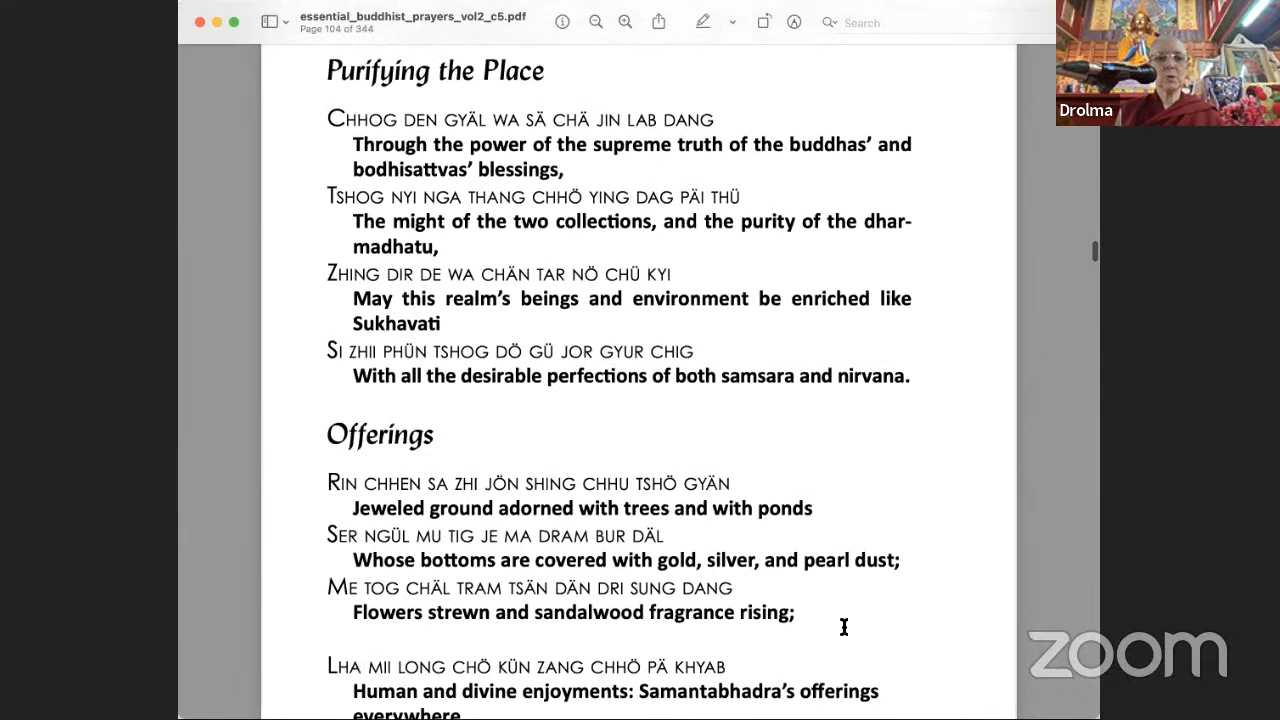 essential_buddhist_prayers_vol2_c5.pdf
Page 104 of 344
Search
Drolma
Purifying the Place
CHHOG DEN GYÄL WA SÄ CHÄ JIN LAB DANG
Through the power of the supreme truth of the buddhas’ and
bodhisattvas’ blessings,
TSHOG NYI NGA THANG CHHÖ YING DAG PÄI THÜ
The might of the two collections, and the purity of the dhar-
madhatu,
ZHING DIR DE WA CHÄN TAR NÖ CHÜ KYI
May this realm’s beings and environment be enriched like
Sukhavati
SI ZHII PHÜN TSHOG DÖ GÜ JOR GYUR CHIG
With all the desirable perfections of both samsara and nirvana.
Offerings
RIN CHHEN SA ZHI JÖN SHING CHHU TSHÖ GYÄN
Jeweled ground adorned with trees and with ponds
SER NGÜL MU TIG JE MA DRAM BUR DÄL
Whose bottoms are covered with gold, silver, and pearl dust;
ME TOG CHÄL TRAM TSÄN DÄN DRI SUNG DANG
Flowers strewn and sandalwood fragrance rising;
LHA MII LONG CHÖ KÜN ZANG CHHÖ PÄ KHYAB
Human and divine enjoyments: Samantabhadra’s offerings
everywhere
zoom